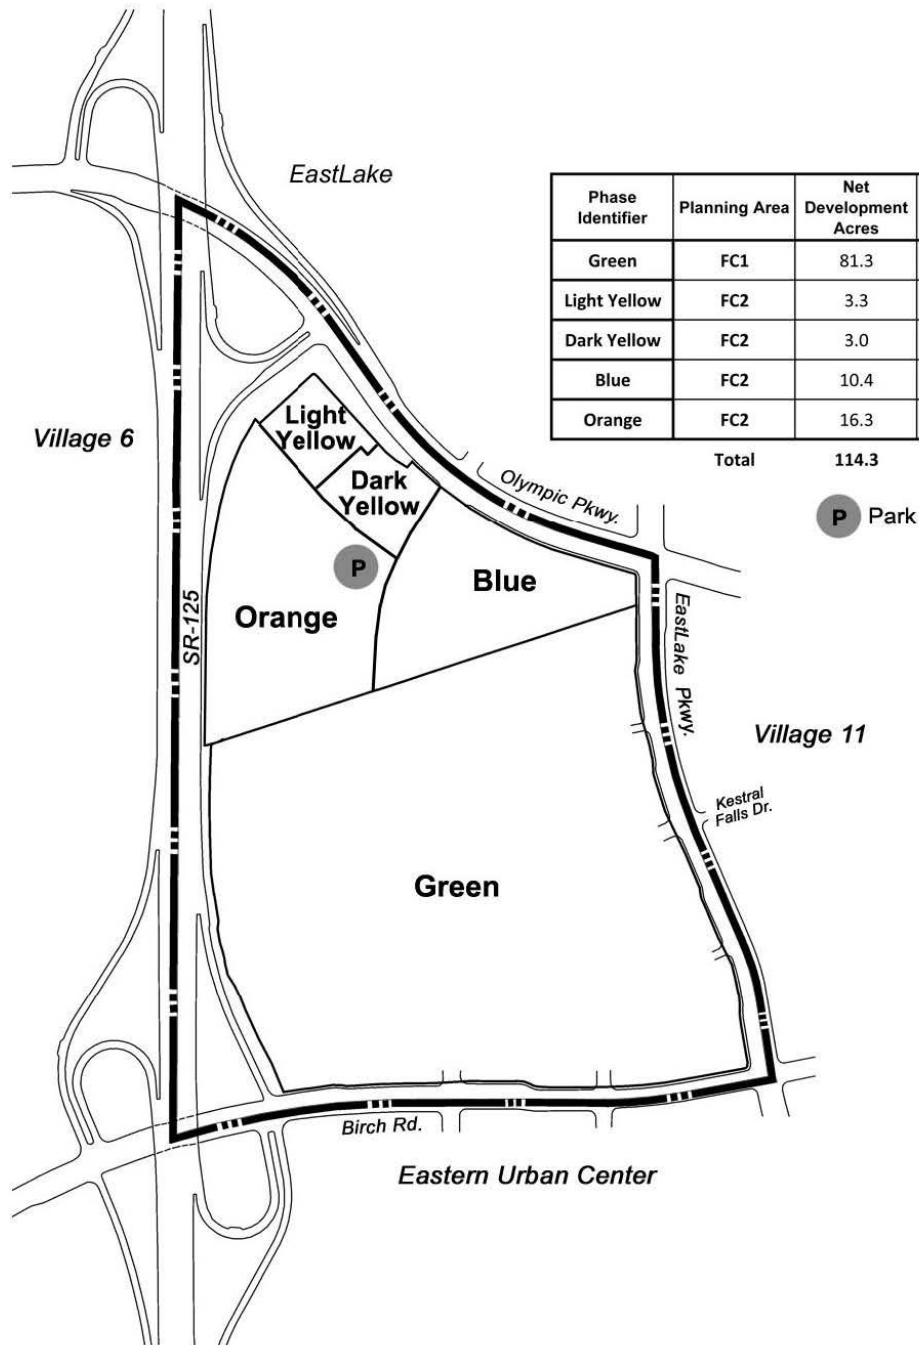 EastLake
Phase
Identifier
Planning Area
Net
Development
Acres
Green FC1 81.3
Light Yellow FC2 3.3
Dark Yellow FC2 3.0
Blue FC2 10.4
Orange FC2 16.3
Total 114.3
P Park
Village 6
Light
Yellow
Dark
Yellow
Olympic Pkwy.
P
Blue
Orange
SR-125
EastLake Pkwy.
Village 11
Kestral
Falls Dr.
Green
Birch Rd.
Eastern Urban Center